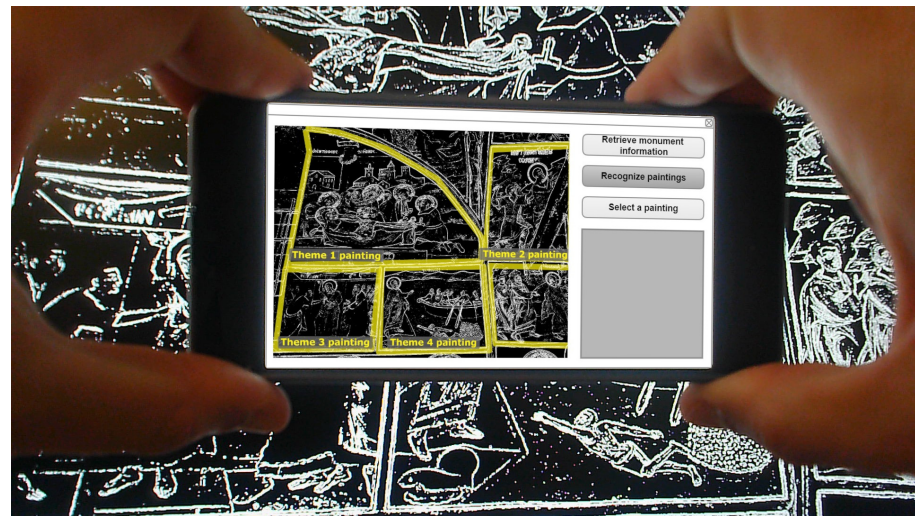 Retrieve monument
information
Recognize paintings
Select a painting
Theme 1 painting
Theme 2 painting
Theme 3 painting
Theme 4 painting